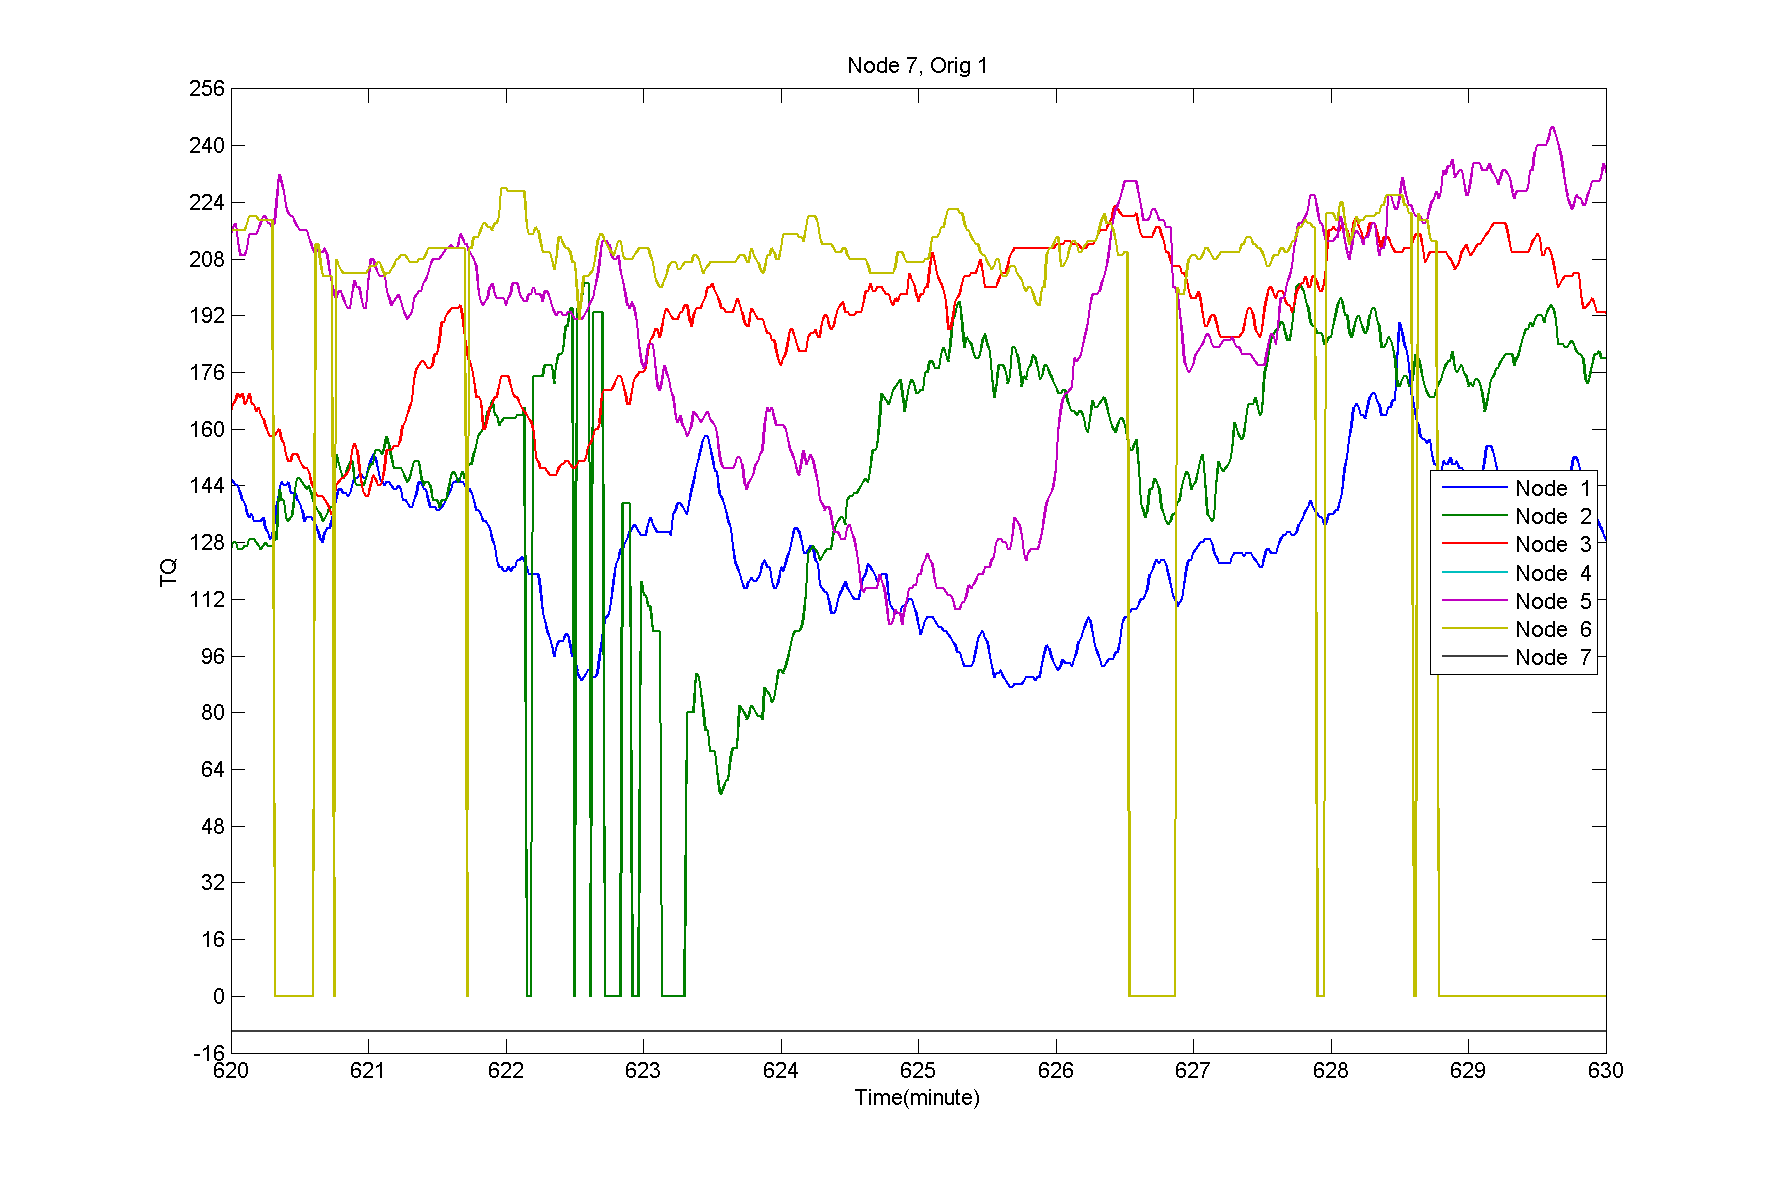 Node 7, Orig 1
256
240
224
208
192
176
160
144
128
112
96
80
64
48
32
16
0
-16
TQ
620 621 622 623 624 625 626 627 628 629 630
Time(minute)
Node 1
Node 2
Node 3
Node 4
Node 5
Node 6
Node 7